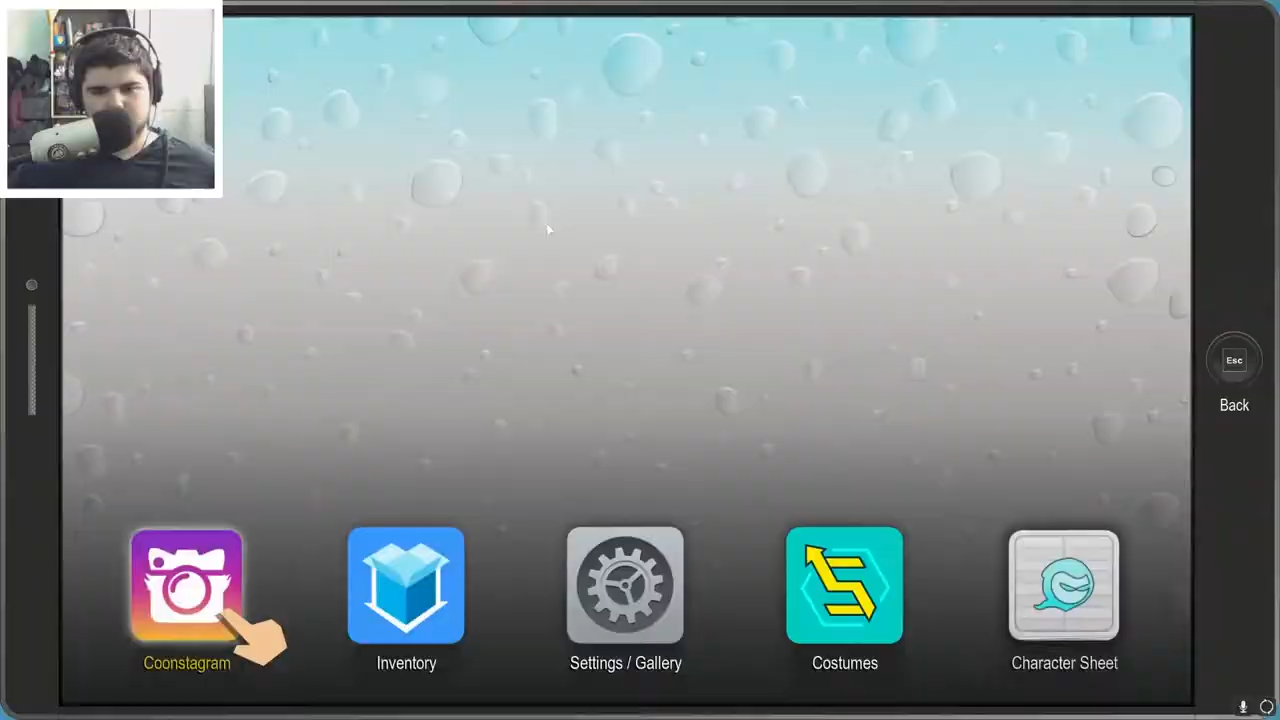 Esc
Back
Coonstagram
Inventory
Settings / Gallery
Costumes
Character Sheet